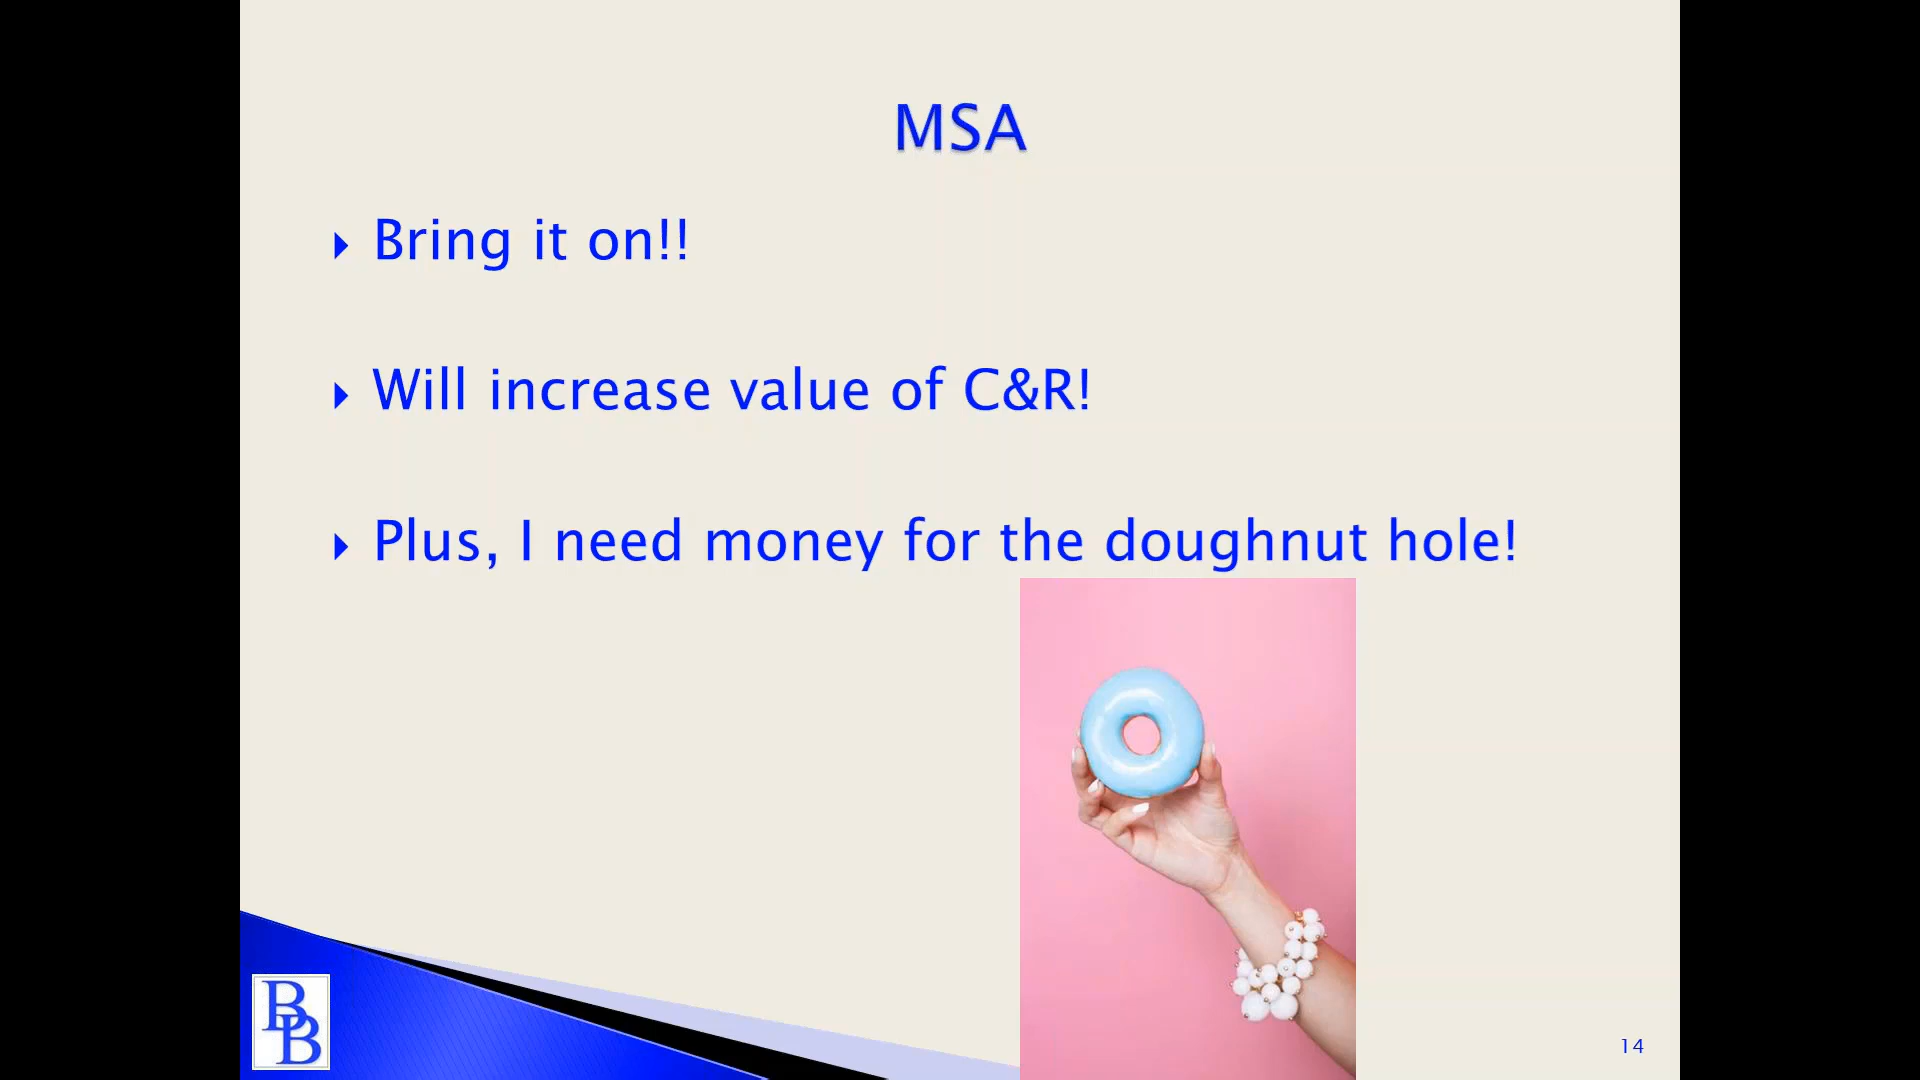 MSA
Bring it on!!
Will increase value of C&R!
Plus, I need money for the doughnut hole!
BB
14